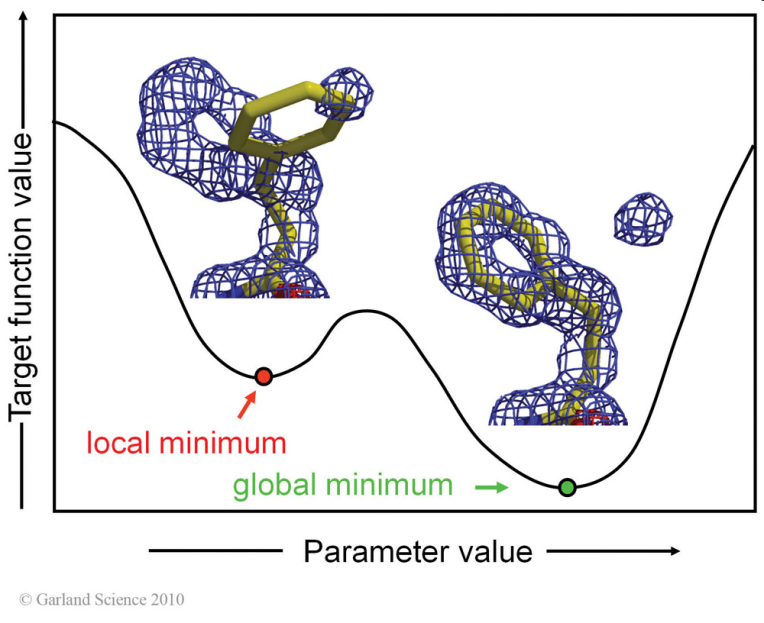 Target function value
local minimum
global minimum
Parameter value
© Garland Science 2010